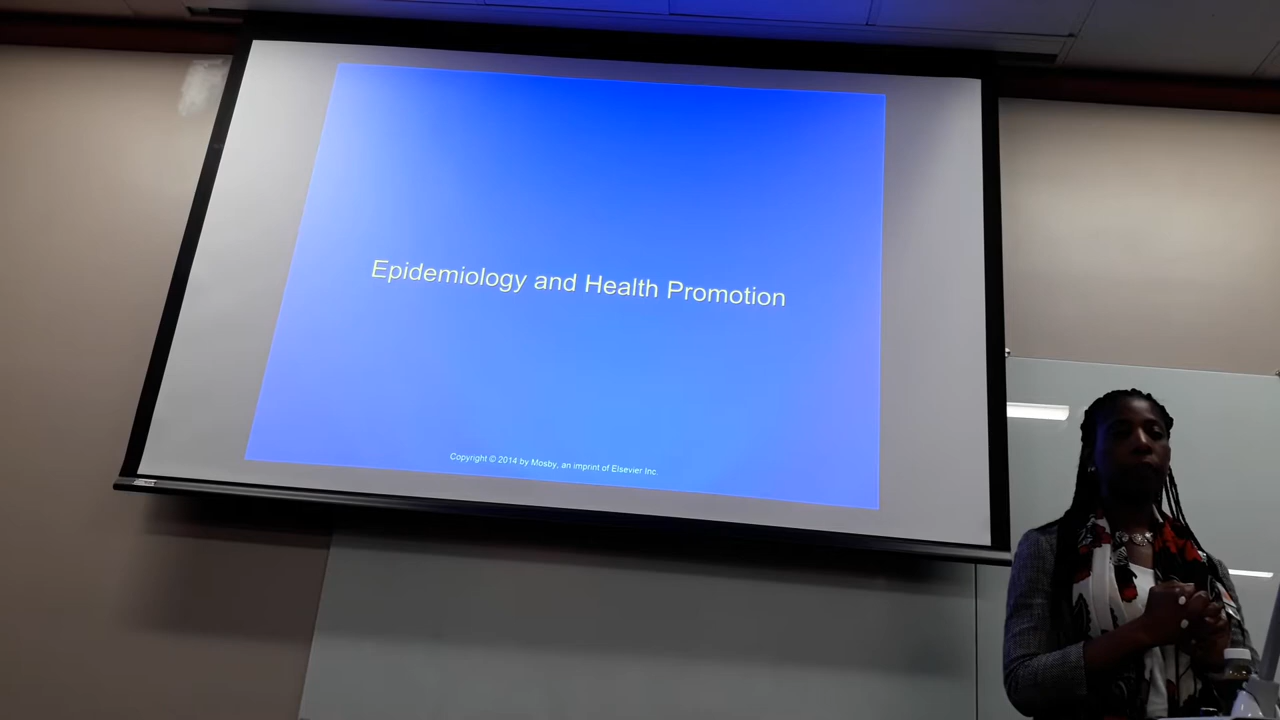 Epidemiology and Health Promotion
Copyright © 2014 by Mosby, an imprint of Elsevier Inc.